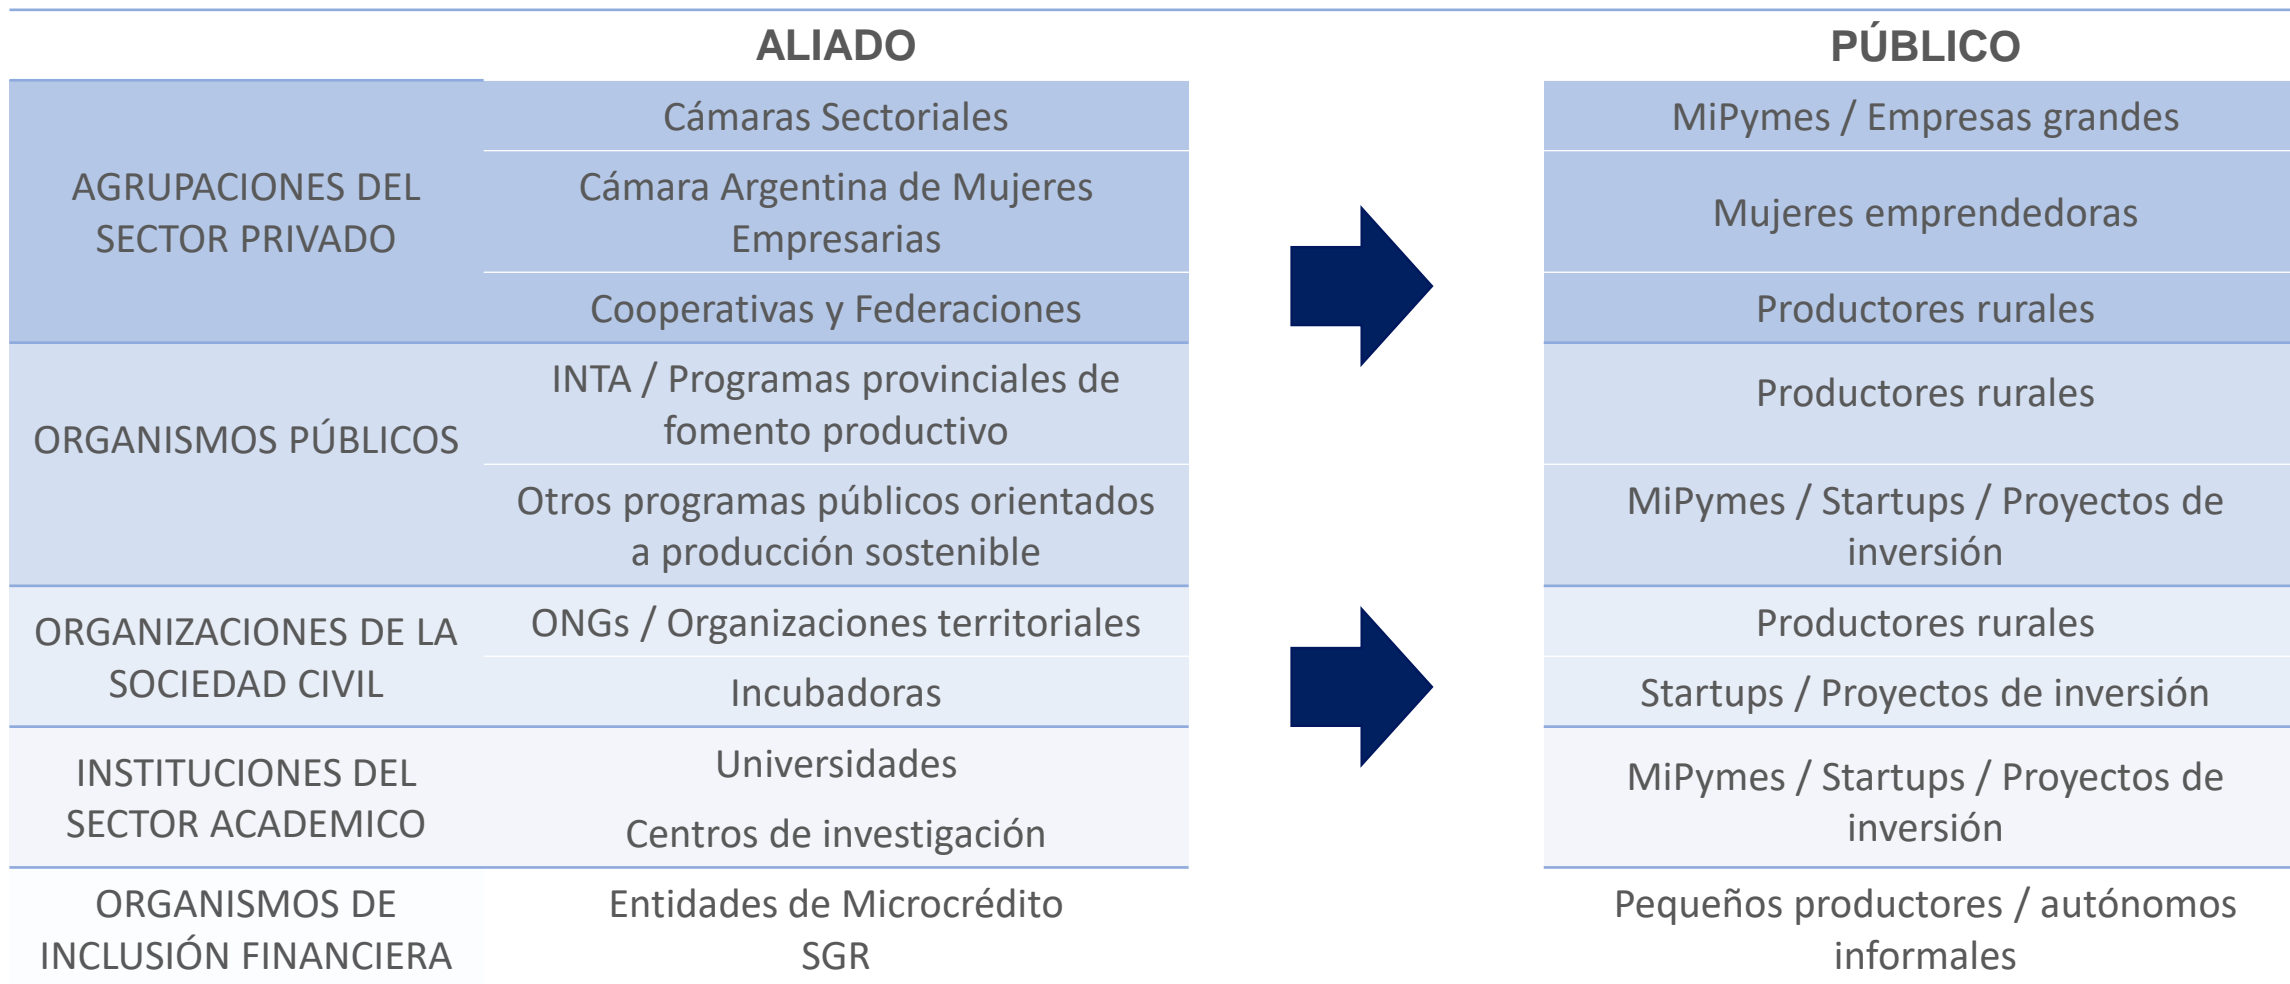 ALIADO
PÚBLICO
AGRUPACIONES DEL
SECTOR PRIVADO
Cámaras Sectoriales
MiPymes / Empresas grandes
Cámara Argentina de Mujeres
Empresarias
Mujeres emprendedoras
Cooperativas y Federaciones
Productores rurales
ORGANISMOS PÚBLICOS
INTA / Programas provinciales de
fomento productivo
Productores rurales
Otros programas públicos orientados
a producción sostenible
MiPymes / Startups / Proyectos de
inversión
ORGANIZACIONES DE LA
SOCIEDAD CIVIL
ONGs / Organizaciones territoriales
Productores rurales
Incubadoras
Startups / Proyectos de inversión
INSTITUCIONES DEL
SECTOR ACADEMICO
Universidades
Centros de investigación
MiPymes / Startups / Proyectos de
inversión
ORGANISMOS DE
INCLUSIÓN FINANCIERA
Entidades de Microcrédito
SGR
Pequeños productores / autónomos
informales